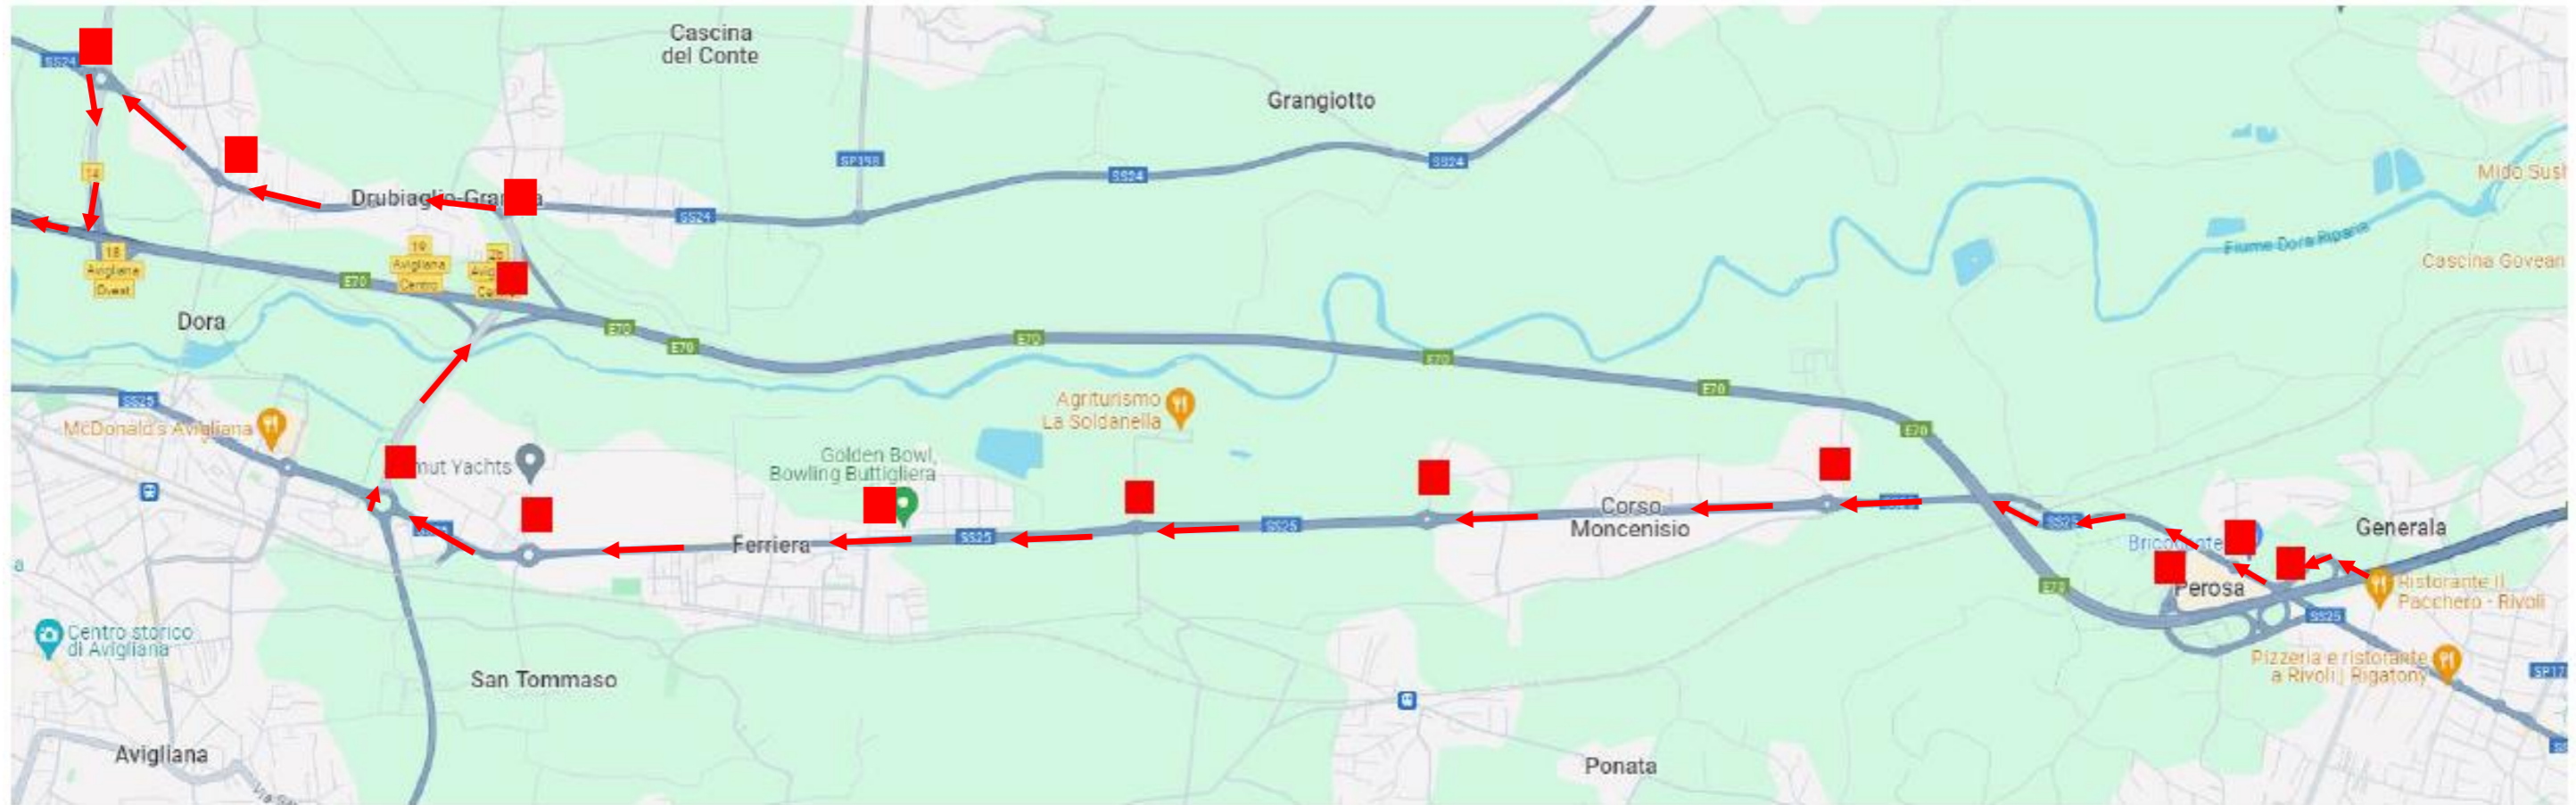 Cascina
del Conte
SS24
Grangiotto
SP198
SS24
SS24
14
Mido Sush
Drubiaglio-Gran
SS24
Fiume Dora Riparia
Cascina Govean
18
Avigliana
Ovest
19
Avigliana
Centro
E70
Dora
E70
E70
E70
E70
E70
E70
SS25
McDonald's Avigliana
Agriturismo
La Soldanella
mut Yachts
Golden Bowl,
Bowling Buttigliera
Corso
Moncenisio
SS25
SS25
SS25
Ferriera
Generala
E70
Perosa
Ristorante Il
Pacchero - Rivoli
SS25
Centro storico
di Avigliana
San Tommaso
Pizzeria e ristorante
a Rivoli | Rigatony
SP17
Avigliana
Ponata